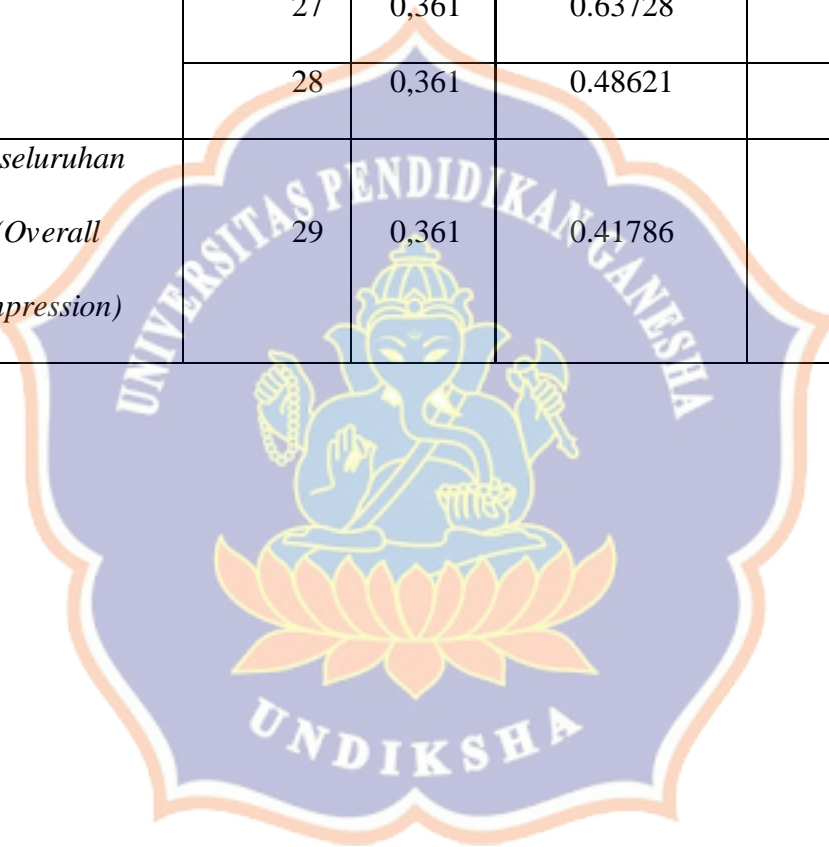 27 0,361 0.63728
28 0,361 0.48621
seluruhan
(Overall 29 0,361 0.41786
mpression)
UNIVERSITAS PENDIDIKAN GANESHA
UNDIKSHA